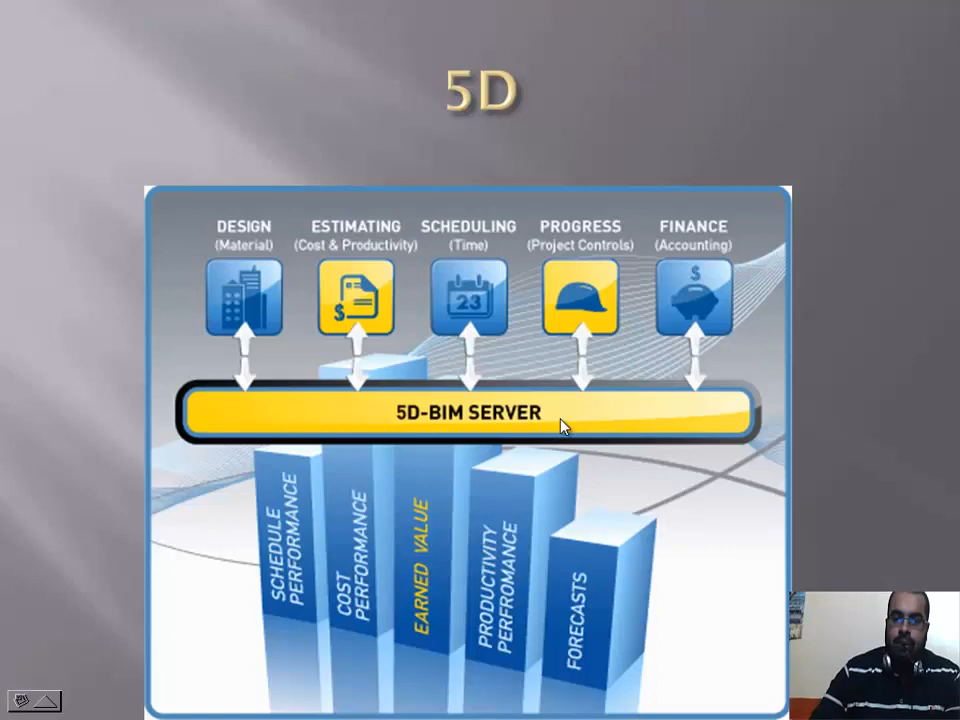 5D
DESIGN
(Material)
ESTIMATING
(Cost & Productivity)
SCHEDULING
(Time)
PROGRESS
(Project Controls)
FINANCE
(Accounting)
$
23
$
5D-BIM SERVER
SCHEDULE
PERFORMANCE
COST
PERFORMANCE
EARNED VALUE
PRODUCTIVITY
PERFROMANCE
FORECASTS